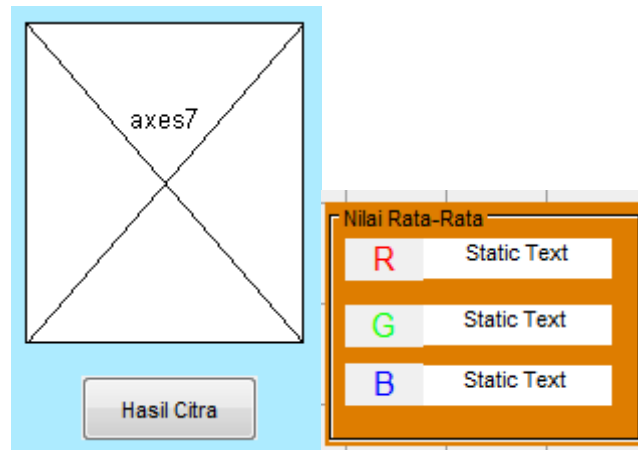 axes7
Hasil Citra
Nilai Rata-Rata
R Static Text
G Static Text
B Static Text